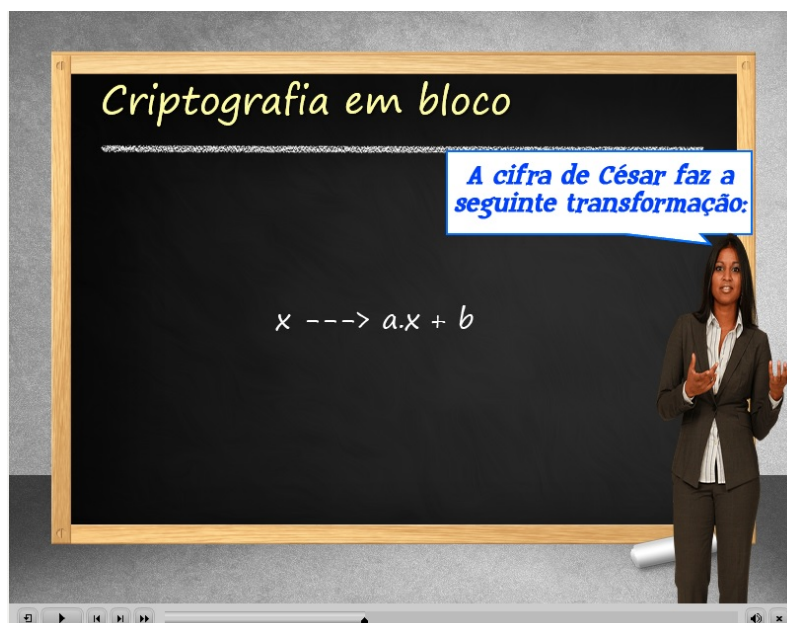 Criptografia em bloco
A cifra de César faz a
seguinte transformação:
x ---> a.x + b